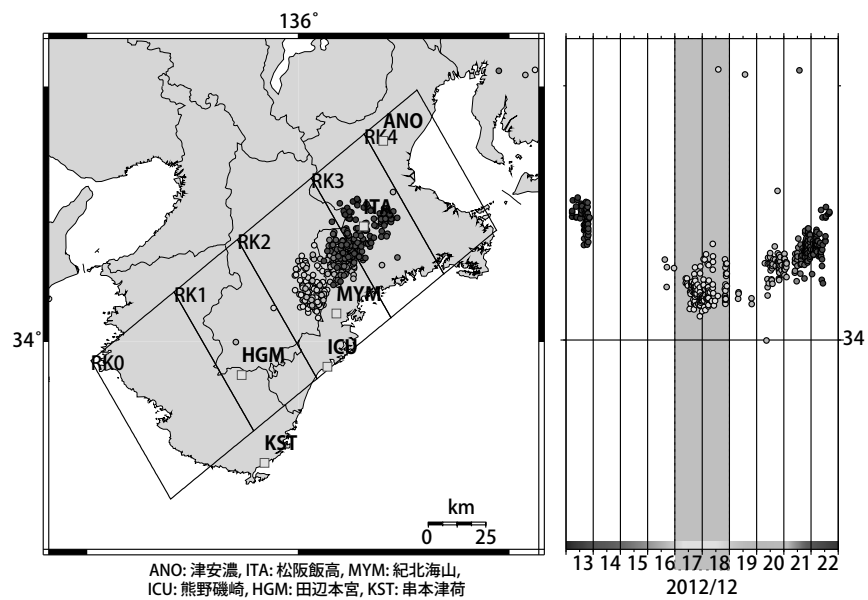 136˚
ANO
RK4
RK3
ITA
RK2
RK1
MYM
34˚
34
ICU
HGM
RK0
KST
km
0 25
13 14 15 16 17 18 19 20 21 22
2012/12
ANO: 津安濃, ITA: 松阪飯高, MYM: 紀北海山,
ICU: 熊野磯崎, HGM: 田辺本宮, KST: 串本津荷